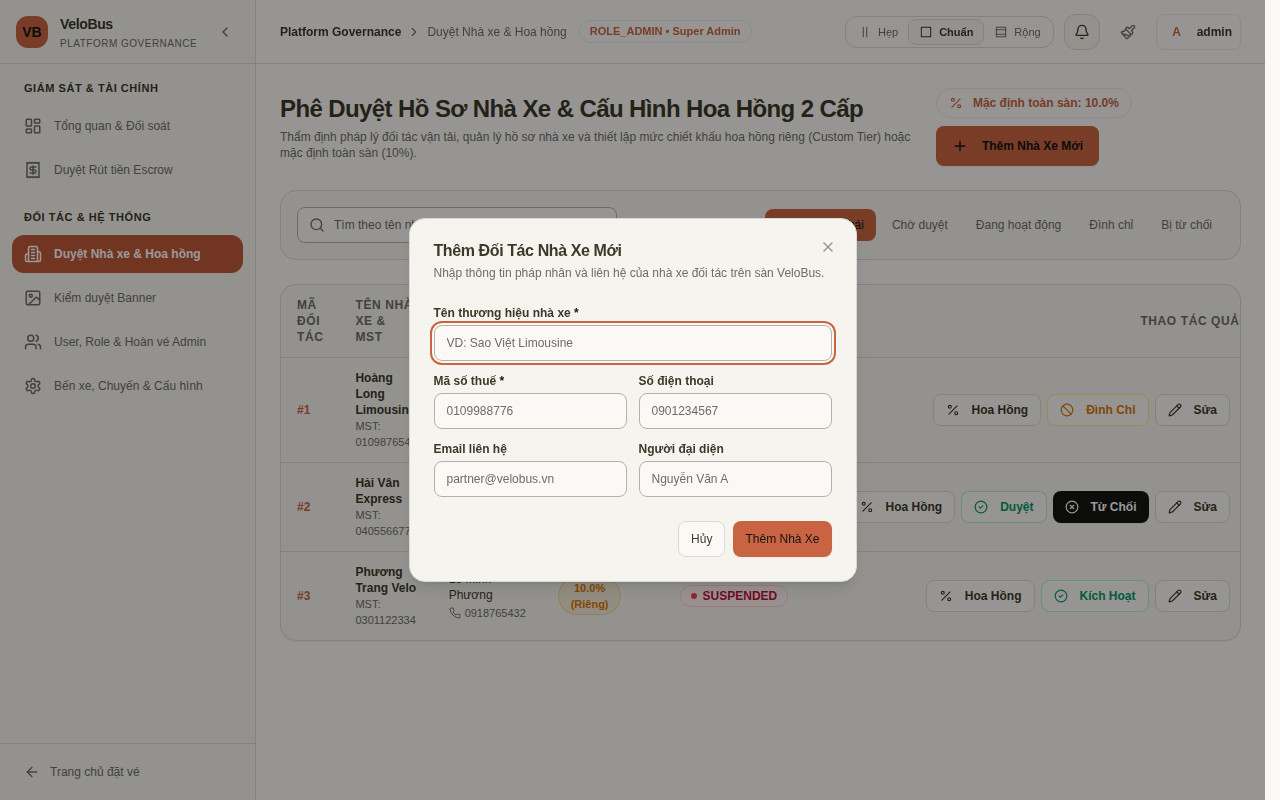 VB
VeloBus
PLATFORM GOVERNANCE
GIÁM SÁT & TÀI CHÍNH
Tổng quan & Đối soát
Duyệt Rút tiền Escrow
ĐỐI TÁC & HỆ THỐNG
Duyệt Nhà xe & Hoa hồng
Kiểm duyệt Banner
User, Role & Hoàn vé Admin
Bến xe, Chuyến & Cấu hình
Trang chủ đặt vé
Platform Governance
Duyệt Nhà xe & Hoa hồng
ROLE_ADMIN • Super Admin
Hẹp
Chuẩn
Rộng
A
admin
Phê Duyệt Hồ Sơ Nhà Xe & Cấu Hình Hoa Hồng 2 Cấp
Thẩm định pháp lý đối tác vận tải, quản lý hồ sơ nhà xe và thiết lập mức chiết khấu hoa hồng riêng (Custom Tier) hoặc
mặc định toàn sàn (10%).
Mặc định toàn sàn: 10.0%
Thêm Nhà Xe Mới
Tìm theo tên
Chờ duyệt
Đang hoạt động
Đình chỉ
Bị từ chối
MÃ
ĐỐI
TÁC
TÊN NHÀ
XE &
MST
THAO TÁC QUẢ
#1
Hoàng
Long
Limousin
MST:
010987654
Hoa Hồng
Đình Chỉ
Sửa
#2
Hải Vân
Express
MST:
040556677
Hoa Hồng
Duyệt
Từ Chối
Sửa
#3
Phương
Trang Velo
MST:
0301122334
Phương
0918765432
10.0%
(Riêng)
SUSPENDED
Hoa Hồng
Kích Hoạt
Sửa
Thêm Đối Tác Nhà Xe Mới
Nhập thông tin pháp nhân và liên hệ của nhà xe đối tác trên sàn VeloBus.
Tên thương hiệu nhà xe *
VD: Sao Việt Limousine
Mã số thuế *
Số điện thoại
0109988776
0901234567
Email liên hệ
Người đại diện
partner@velobus.vn
Nguyễn Văn A
Hủy
Thêm Nhà Xe